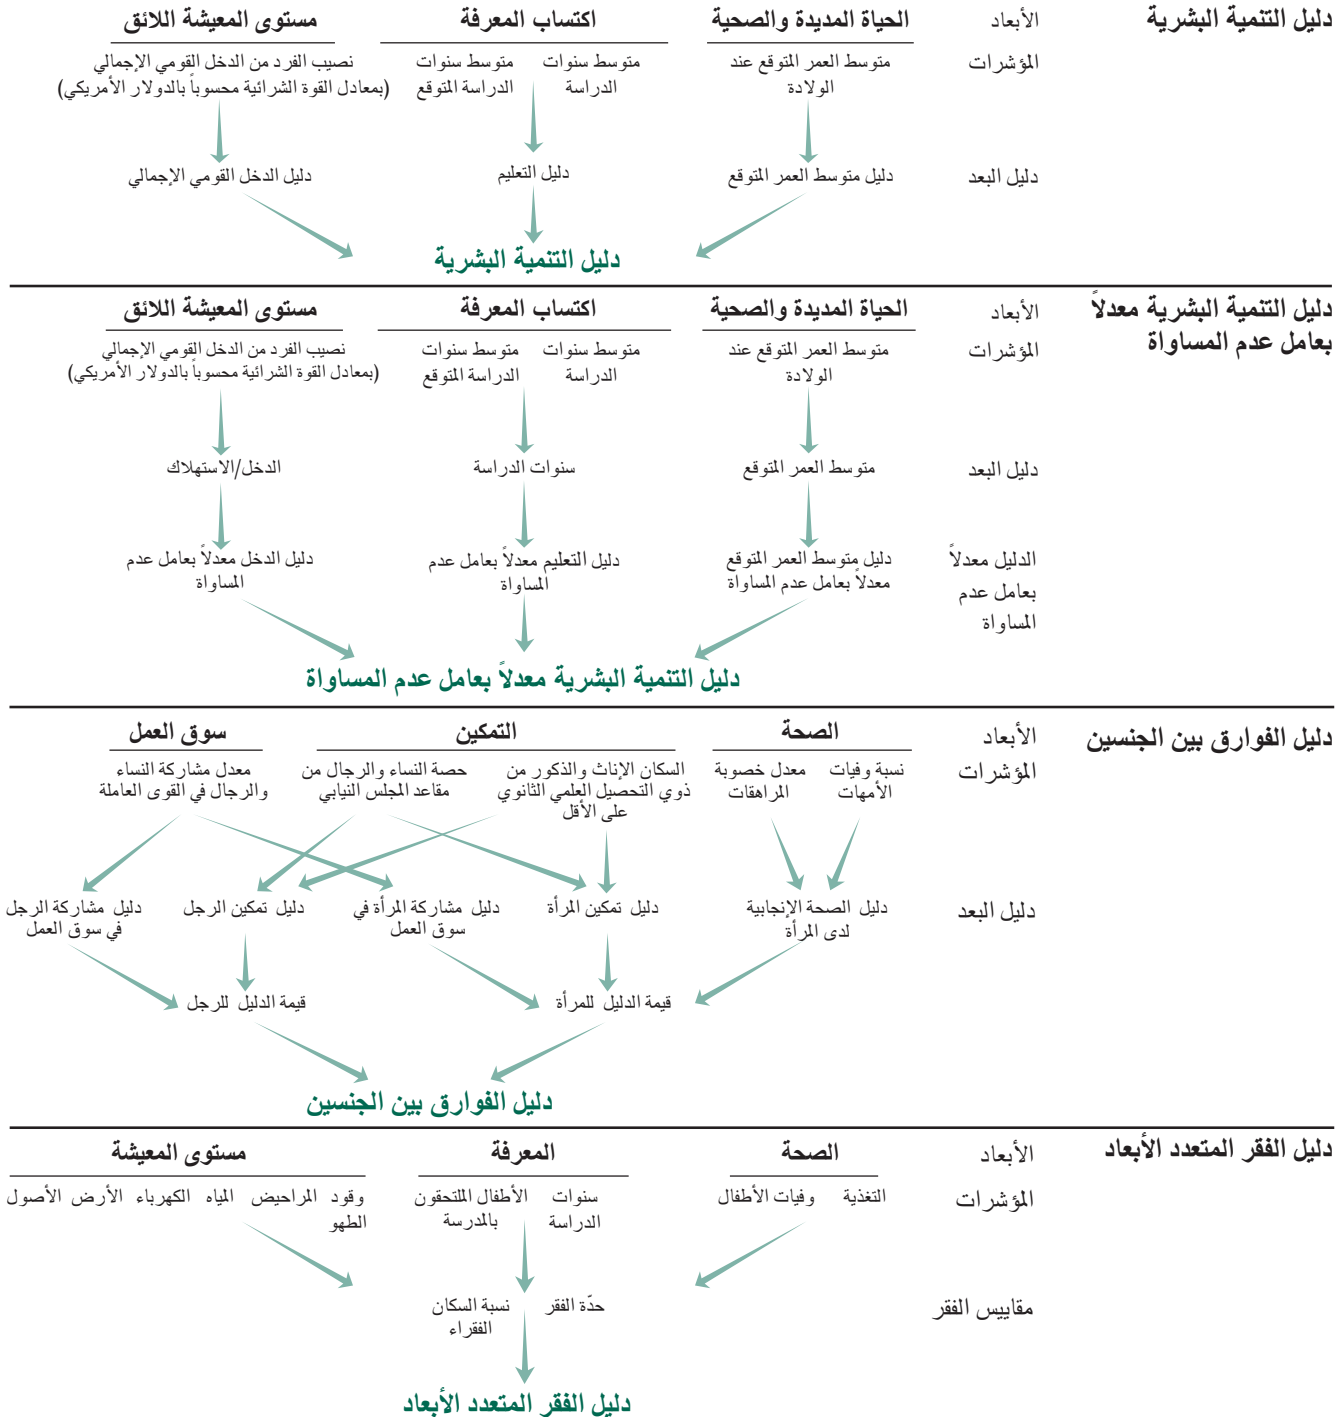 دليل التنمية البشرية
الأبعاد
الحياة المديدة والصحية
اكتساب المعرفة
مستوى المعيشة اللائق
المؤشرات
متوسط العمر المتوقع عند
الولادة
متوسط سنوات
الدراسة
متوسط سنوات
الدراسة المتوقع
نصيب الفرد من الدخل القومي الإجمالي
(بمعادل القوة الشرائية محسوباً بالدولار الأمريكي)
دليل البعد
دليل متوسط العمر المتوقع
دليل التعليم
دليل الدخل القومي الإجمالي
دليل التنمية البشرية
دليل التنمية البشرية معدلاً
بعامل عدم المساواة
الأبعاد
الحياة المديدة والصحية
اكتساب المعرفة
مستوى المعيشة اللائق
المؤشرات
متوسط العمر المتوقع عند
الولادة
متوسط سنوات
الدراسة
متوسط سنوات
الدراسة المتوقع
نصيب الفرد من الدخل القومي الإجمالي
(بمعادل القوة الشرائية محسوباً بالدولار الأمريكي)
دليل البعد
متوسط العمر المتوقع
سنوات الدراسة
الدخل/الاستهلاك
الدليل معدلاً
بعامل عدم
المساواة
دليل متوسط العمر المتوقع
معدلاً بعامل عدم المساواة
دليل التعليم معدلاً بعامل عدم
المساواة
دليل الدخل معدلاً بعامل عدم
المساواة
دليل التنمية البشرية معدلاً بعامل عدم المساواة
دليل الفوارق بين الجنسين
الأبعاد
الصحة
التمكين
سوق العمل
المؤشرات
نسبة وفيات
الأمهات
معدل خصوبة
المراهقات
السكان الإناث والذكور من
ذوي التحصيل العلمي الثانوي
على الأقل
حصة النساء والرجال من
مقاعد المجلس النيابي
معدل مشاركة النساء
والرجال في القوى العاملة
دليل البعد
دليل الصحة الإنجابية
لدى المرأة
دليل تمكين المرأة
دليل مشاركة المرأة في
سوق العمل
دليل تمكين الرجل
دليل مشاركة الرجل
في سوق العمل
قيمة الدليل للمرأة
قيمة الدليل للرجل
دليل الفوارق بين الجنسين
دليل الفقر المتعدد الأبعاد
الأبعاد
الصحة
المعرفة
مستوى المعيشة
المؤشرات
التغذية
وفيات الأطفال
سنوات
الدراسة
الأطفال الملتحقون
بالمدرسة
وقود
الطهو
المراحيض
المياه
الكهرباء
الأرض
الأصول
مقاييس الفقر
حدّة الفقر
نسبة السكان
الفقراء
دليل الفقر المتعدد الأبعاد